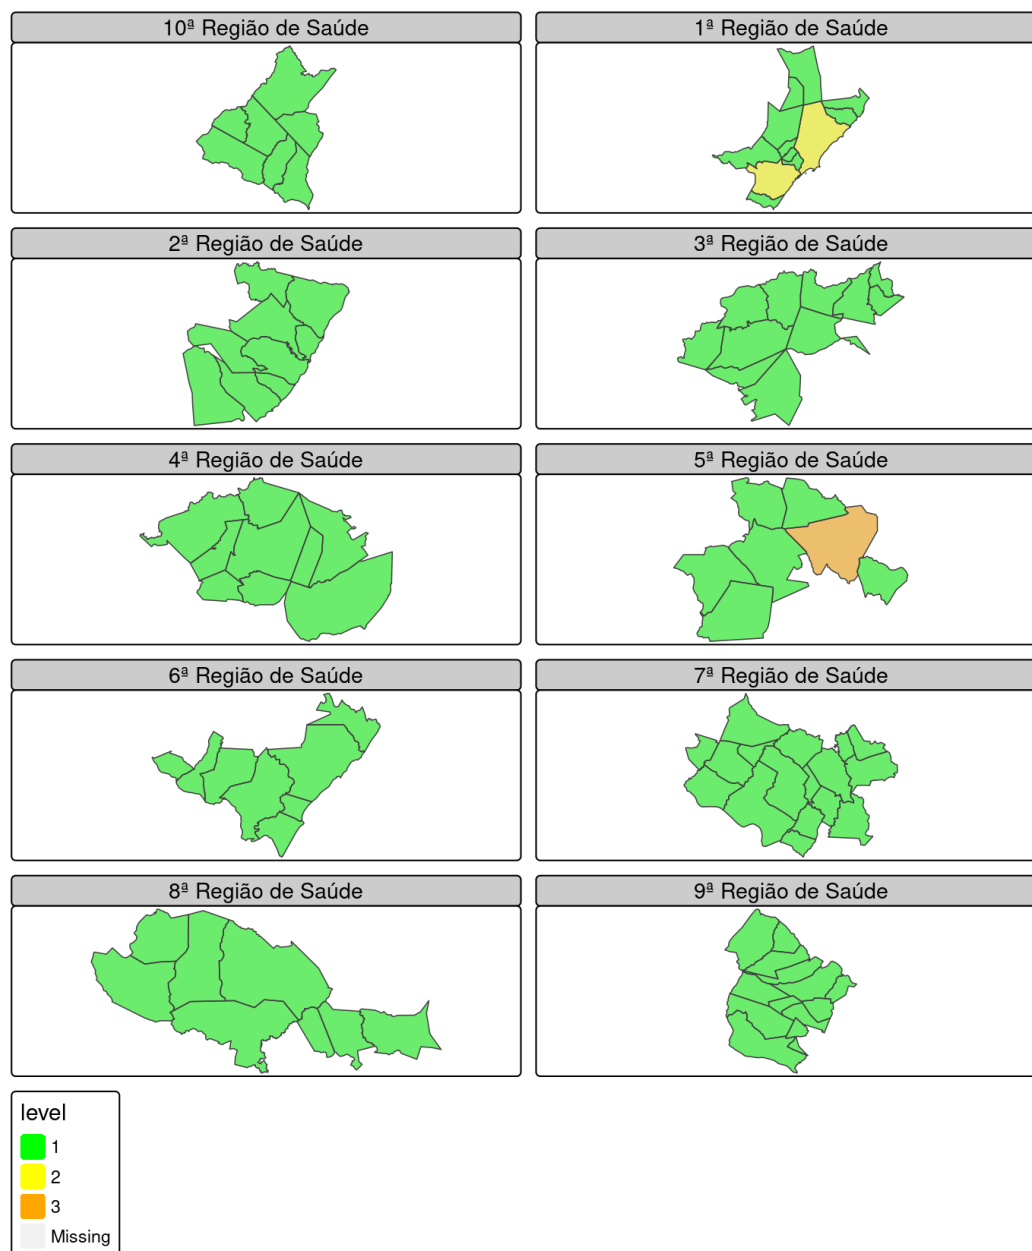 10ª Região de Saúde
1ª Região de Saúde
2ª Região de Saúde
3ª Região de Saúde
4ª Região de Saúde
5ª Região de Saúde
6ª Região de Saúde
7ª Região de Saúde
8ª Região de Saúde
9ª Região de Saúde
level
1
2
3
Missing